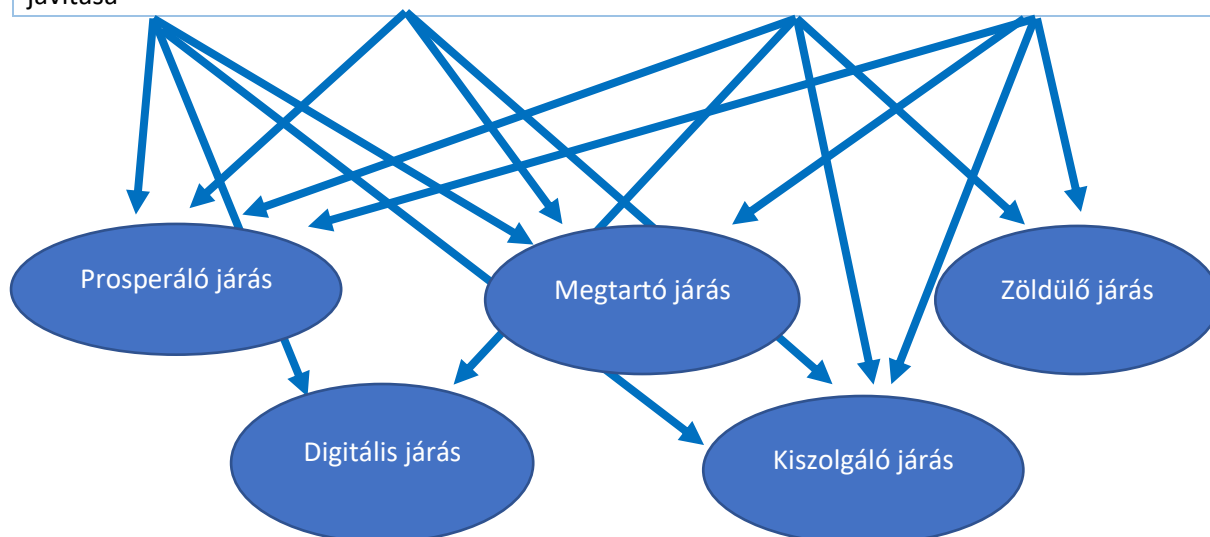 javítása
Prosperáló járás
Megtartó járás
Zöldülő járás
Digitális járás
Kiszolgáló járás